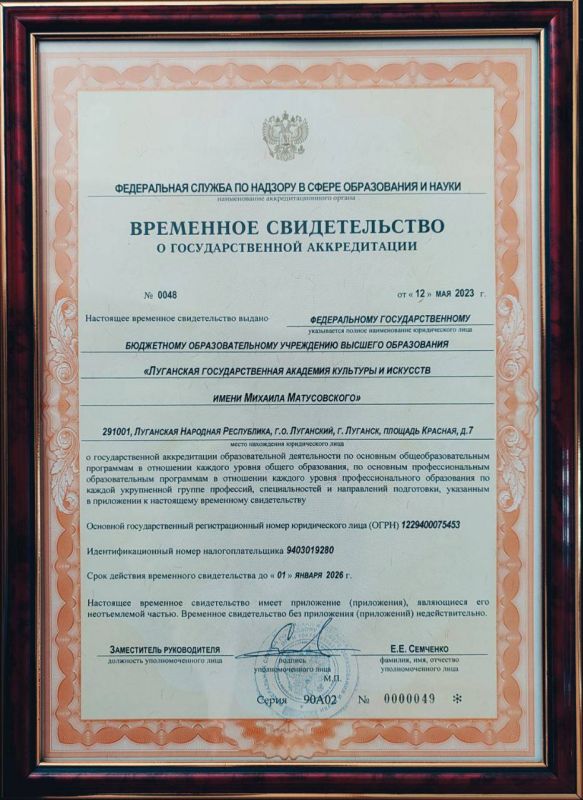 ФЕДЕРАЛЬНАЯ СЛУЖБА ПО НАДЗОРУ В СФЕРЕ ОБРАЗОВАНИЯ И НАУКИ
наименование аккредитационного органа
ВРЕМЕННОЕ СВИДЕТЕЛЬСТВО
О ГОСУДАРСТВЕННОЙ АККРЕДИТАЦИИ
№ 0048 от « 12 » МАЯ 2023 г.
Настоящее временное свидетельство выдано ФЕДЕРАЛЬНОМУ ГОСУДАРСТВЕННОМУ
указывается полное наименование юридического лица
БЮДЖЕТНОМУ ОБРАЗОВАТЕЛЬНОМУ УЧРЕЖДЕНИЮ ВЫСШЕГО ОБРАЗОВАНИЯ
«ЛУГАНСКАЯ ГОСУДАРСТВЕННАЯ АКАДЕМИЯ КУЛЬТУРЫ И ИСКУССТВ
ИМЕНИ МИХАИЛА МАТУСОВСКОГО»
291001, ЛУГАНСКАЯ НАРОДНАЯ РЕСПУБЛИКА, Г.О. ЛУГАНСКИЙ, Г. ЛУГАНСК, ПЛОЩАДЬ КРАСНАЯ, Д.7
место нахождения юридического лица
о государственной аккредитации образовательной деятельности по основным общеобразовательным
программам в отношении каждого уровня общего образования, по основным профессиональным
образовательным программам в отношении каждого уровня профессионального образования по
каждой укрупненной группе профессий, специальностей и направлений подготовки, указанным
в приложении к настоящему временному свидетельству
Основной государственный регистрационный номер юридического лица (ОГРН) 1229400075453
Идентификационный номер налогоплательщика 9403019280
Срок действия временного свидетельства до « 01 » ЯНВАРЯ 2026 г.
Настоящее временное свидетельство имеет приложение (приложения), являющиеся его
неотъемлемой частью. Временное свидетельство без приложения (приложений) недействительно.
ЗАМЕСТИТЕЛЬ РУКОВОДИТЕЛЯ Е.Е. СЕМЧЕНКО
должность уполномоченного лица подпись фамилия, имя, отчество
уполномоченного лица уполномоченного лица
М.П.
Серия 90А02 № 0000049 *